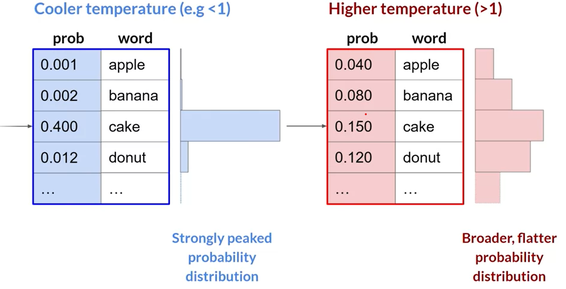 Cooler temperature (e.g <1)
prob word
0.001 apple
0.002 banana
0.400 cake
0.012 donut
... ...
Strongly peaked
probability
distribution
Higher temperature (>1)
prob word
0.040 apple
0.080 banana
0.150 cake
0.120 donut
... ...
Broader, flatter
probability
distribution